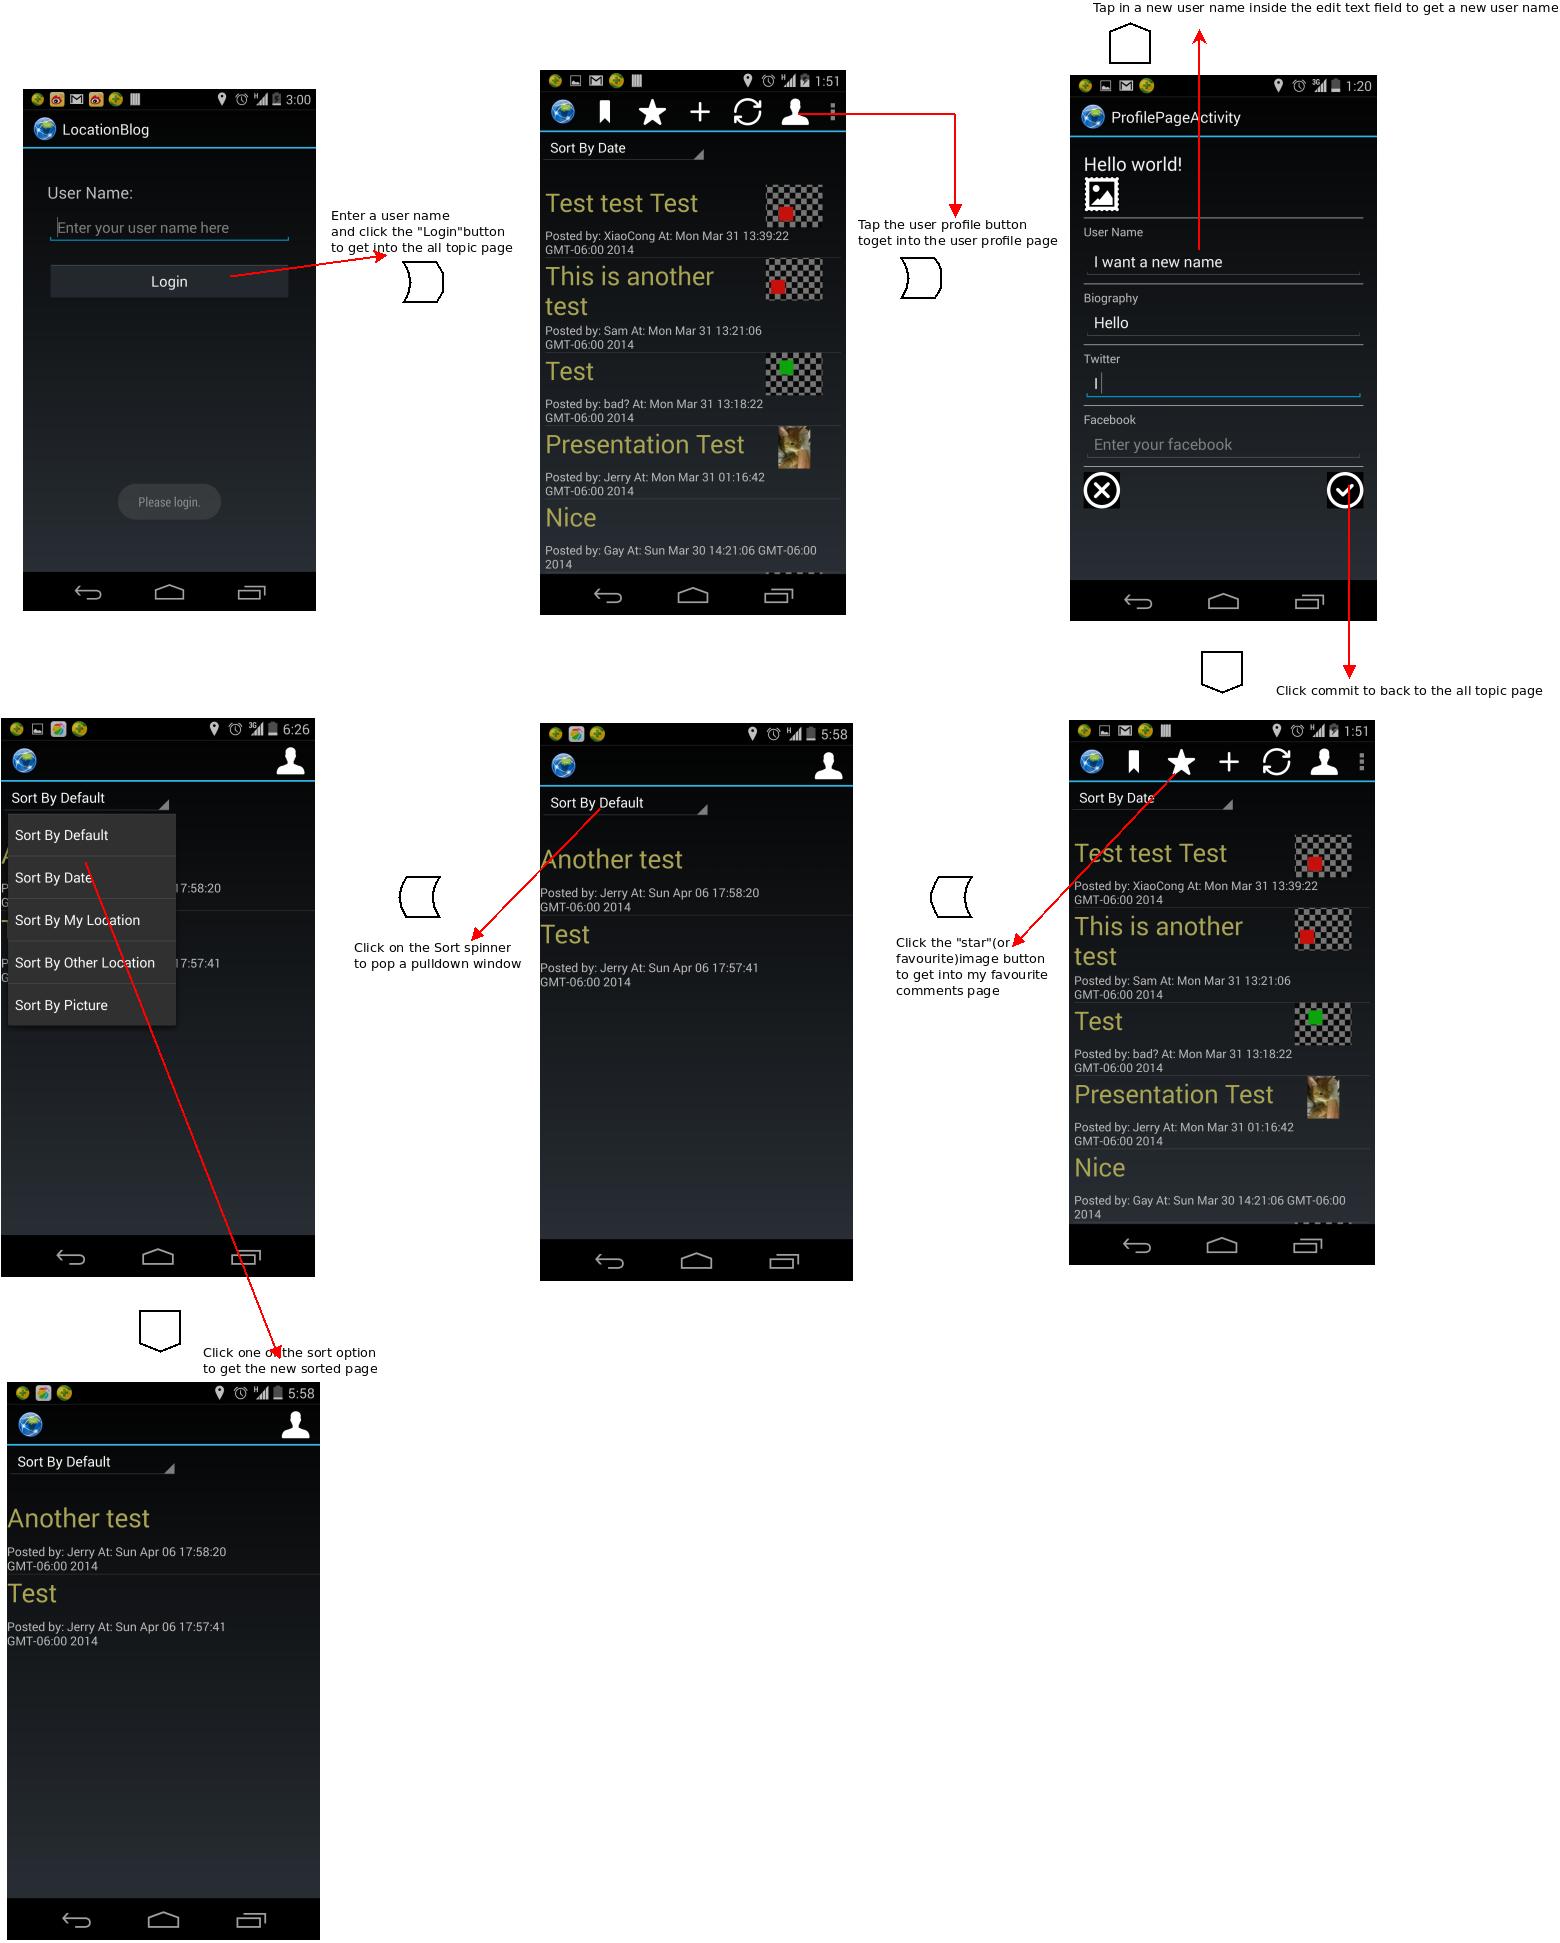 Tap in a new user name inside the edit text field to get a new user name
3:00
LocationBlog
User Name:
Enter your user name here
Login
Please login.
Enter a user name
and click the "Login"button
to get into the all topic page
H
1:51
Sort By Date
Test test Test
Posted by: XiaoCong At: Mon Mar 31 13:39:22
GMT-06:00 2014
This is another
test
Posted by: Sam At: Mon Mar 31 13:21:06
GMT-06:00 2014
Test
Posted by: bad? At: Mon Mar 31 13:18:22
GMT-06:00 2014
Presentation Test
Posted by: Jerry At: Mon Mar 31 01:16:42
GMT-06:00 2014
Nice
Posted by: Gay At: Sun Mar 30 14:21:06 GMT-06:00
2014
Tap the user profile button
toget into the user profile page
3G
1:20
ProfilePageActivity
Hello world!
User Name
I want a new name
Biography
Hello
Twitter
I
Facebook
Enter your facebook
Click commit to back to the all topic page
3G
6:26
Sort By Default
Sort By Default
Sort By Date
17:58:20
Sort By My Location
Sort By Other Location
17:57:41
Sort By Picture
Click on the Sort spinner
to pop a pulldown window
H
5:58
Sort By Default
Another test
Posted by: Jerry At: Sun Apr 06 17:58:20
GMT-06:00 2014
Test
Posted by: Jerry At: Sun Apr 06 17:57:41
GMT-06:00 2014
Click the "star"(or
favourite)image button
to get into my favourite
comments page
H
1:51
Sort By Date
Test test Test
Posted by: XiaoCong At: Mon Mar 31 13:39:22
GMT-06:00 2014
This is another
test
Posted by: Sam At: Mon Mar 31 13:21:06
GMT-06:00 2014
Test
Posted by: bad? At: Mon Mar 31 13:18:22
GMT-06:00 2014
Presentation Test
Posted by: Jerry At: Mon Mar 31 01:16:42
GMT-06:00 2014
Nice
Posted by: Gay At: Sun Mar 30 14:21:06 GMT-06:00
2014
Click one of the sort option
to get the new sorted page
H
5:58
Sort By Default
Another test
Posted by: Jerry At: Sun Apr 06 17:58:20
GMT-06:00 2014
Test
Posted by: Jerry At: Sun Apr 06 17:57:41
GMT-06:00 2014